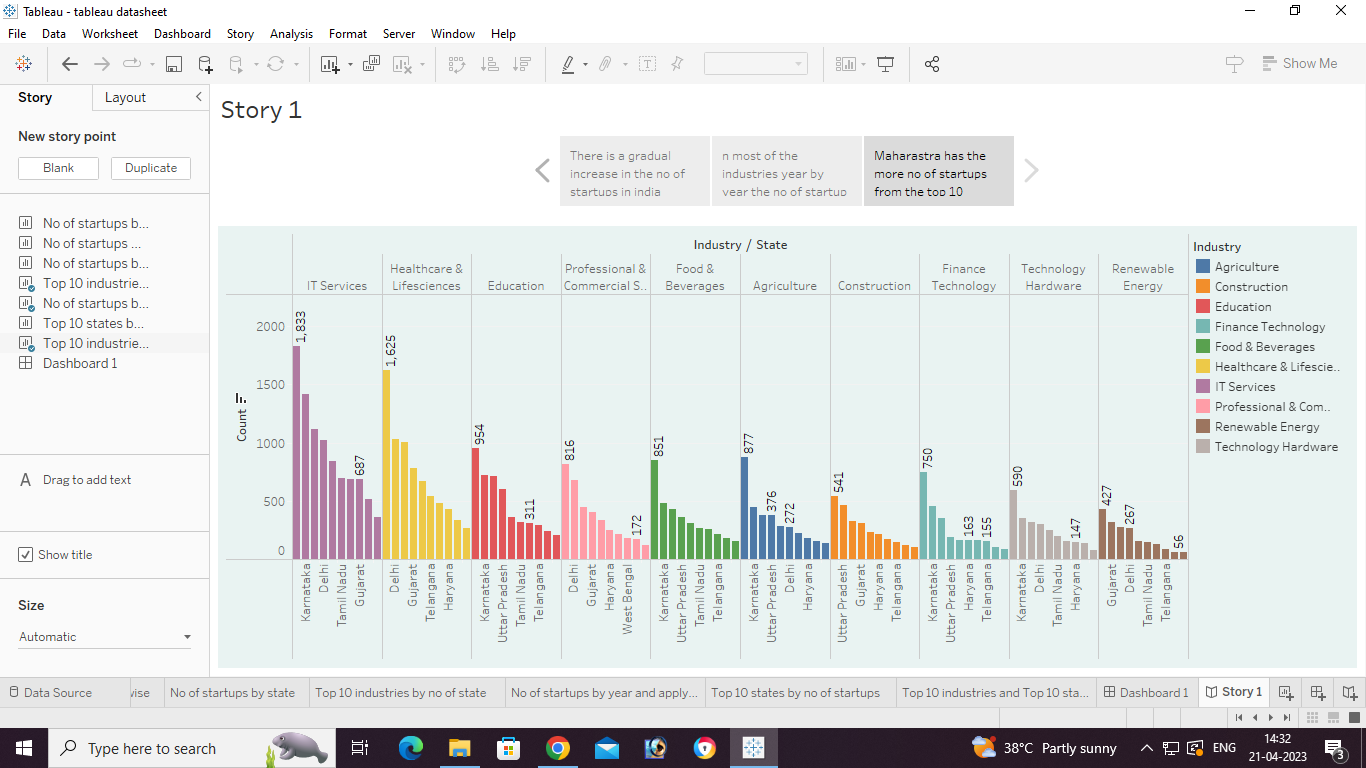 Tableau - tableau datasheet
File Data Worksheet Dashboard Story Analysis Format Server Window Help
Show Me
Story Layout
New story point
Blank Duplicate
No of startups b...
No of startups ...
No of startups b...
Top 10 industrie...
No of startups b...
Top 10 states b...
Top 10 industrie...
Dashboard 1
A Drag to add text
Show title
Size
Automatic
Story 1
There is a gradual
increase in the no of
startups in india
n most of the
industries year by
year the no of startup
Maharastra has the
more no of startups
from the top 10
Industry / State
IT Services
Healthcare &
Lifesciences
Education
Professional &
Commercial S..
Food &
Beverages
Agriculture
Construction
Finance
Technology
Technology
Hardware
Renewable
Energy
Count
2000
1500
1000
500
0
1,833
687
1,625
954
311
816
172
851
877
376
272
541
750
163
155
590
147
427
267
56
Karnataka
Delhi
Tamil Nadu
Gujarat
Delhi
Gujarat
Telangana
Haryana
Karnataka
Uttar Pradesh
Tamil Nadu
Telangana
Delhi
Gujarat
Haryana
West Bengal
Karnataka
Uttar Pradesh
Tamil Nadu
Telangana
Karnataka
Uttar Pradesh
Delhi
Haryana
Uttar Pradesh
Gujarat
Haryana
Telangana
Karnataka
Uttar Pradesh
Haryana
Telangana
Karnataka
Delhi
Tamil Nadu
Haryana
Gujarat
Delhi
Tamil Nadu
Telangana
Industry
Agriculture
Construction
Education
Finance Technology
Food & Beverages
Healthcare & Lifescie..
IT Services
Professional & Com..
Renewable Energy
Technology Hardware
Data Source
wise
No of startups by state
Top 10 industries by no of state
No of startups by year and apply...
Top 10 states by no of startups
Top 10 industries and Top 10 sta...
Dashboard 1
Story 1
Type here to search
38°C Partly sunny
ENG
14:32
21-04-2023
3